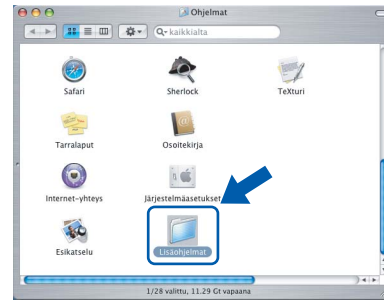 Ohjelmat
kaikkialta
Safari
Sherlock
TeXturi
Tarralaput
Osoitekirja
Internet-yhteys
Järjestelmäasetukset
Esikatselu
Lisäohjelmat
1/28 valittu, 11.29 Gt vapaana